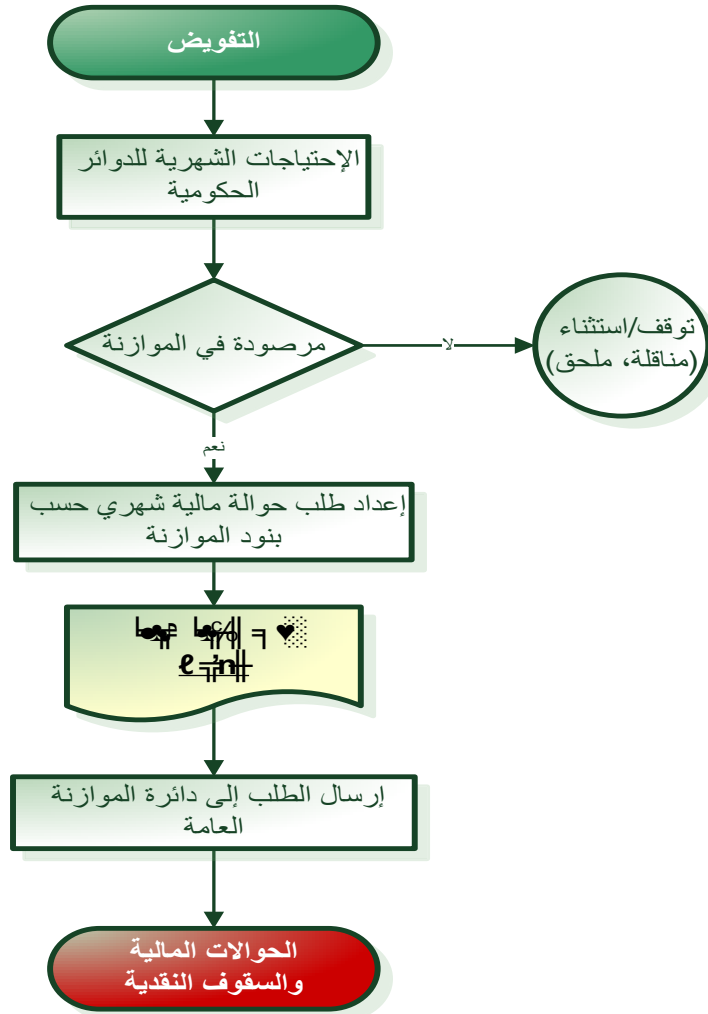 التفويض
الإحتياجات الشهرية للدوائر
الحكومية
مرصودة في الموازنة
لا
توقف/استثناء
(مناقلة، ملحق)
نعم
إعداد طلب حوالة مالية شهري حسب
بنود الموازنة
إرسال الطلب إلى دائرة الموازنة
العامة
الحوالات المالية
والسقوف النقدية